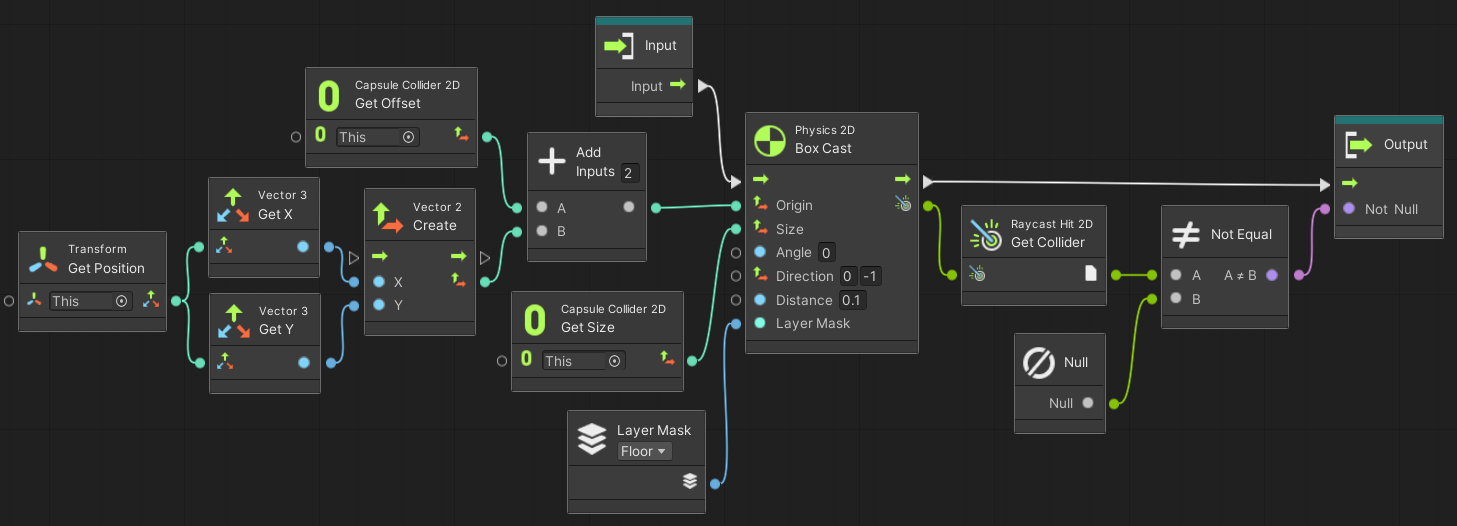 Transform
Get Position
This
Vector 3
Get X
Vector 3
Get Y
Capsule Collider 2D
Get Offset
This
Vector 2
Create
X
Y
Add
Inputs 2
A
B
Capsule Collider 2D
Get Size
This
Layer Mask
Floor
Input
Input
Physics 2D
Box Cast
Origin
Size
Angle 0
Direction 0 -1
Distance 0.1
Layer Mask
Raycast Hit 2D
Get Collider
Null
Null
Not Equal
A A ≠ B
B
Output
Not Null